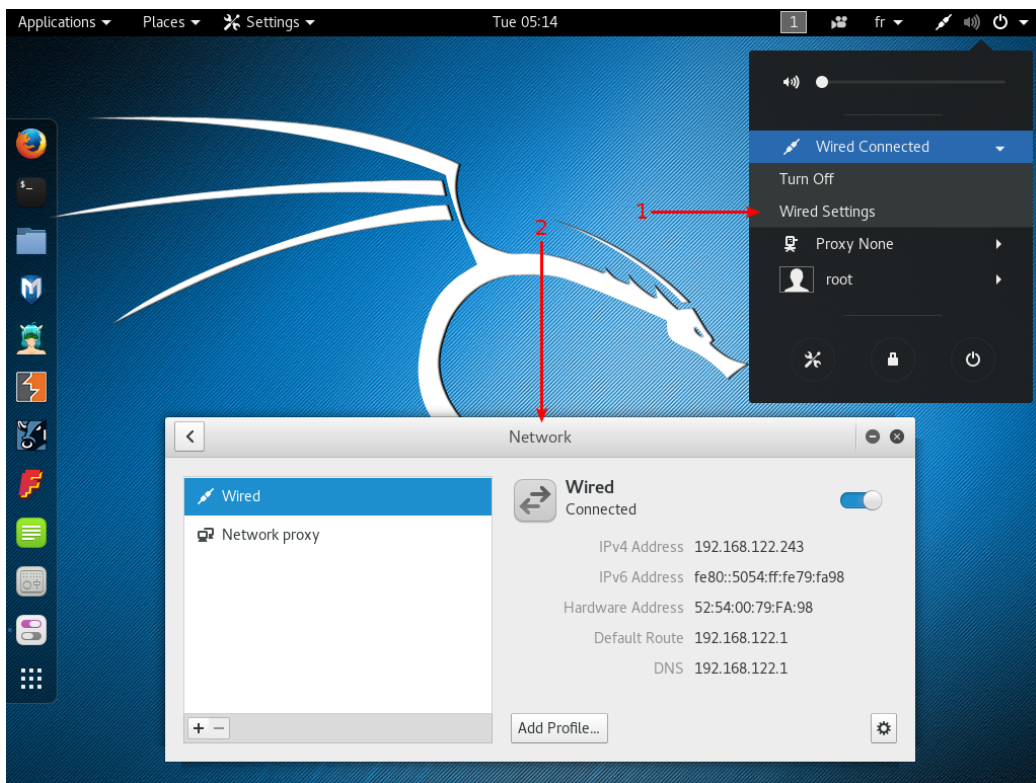 Applications Places Settings Tue 05:14 1 fr
Wired Connected
Turn Off
1
Wired Settings
2
Proxy None
root
Network
Wired
Network proxy
Wired
Connected
IPv4 Address 192.168.122.243
IPv6 Address fe80::5054:ff:fe79:fa98
Hardware Address 52:54:00:79:FA:98
Default Route 192.168.122.1
DNS 192.168.122.1
+ −
Add Profile...